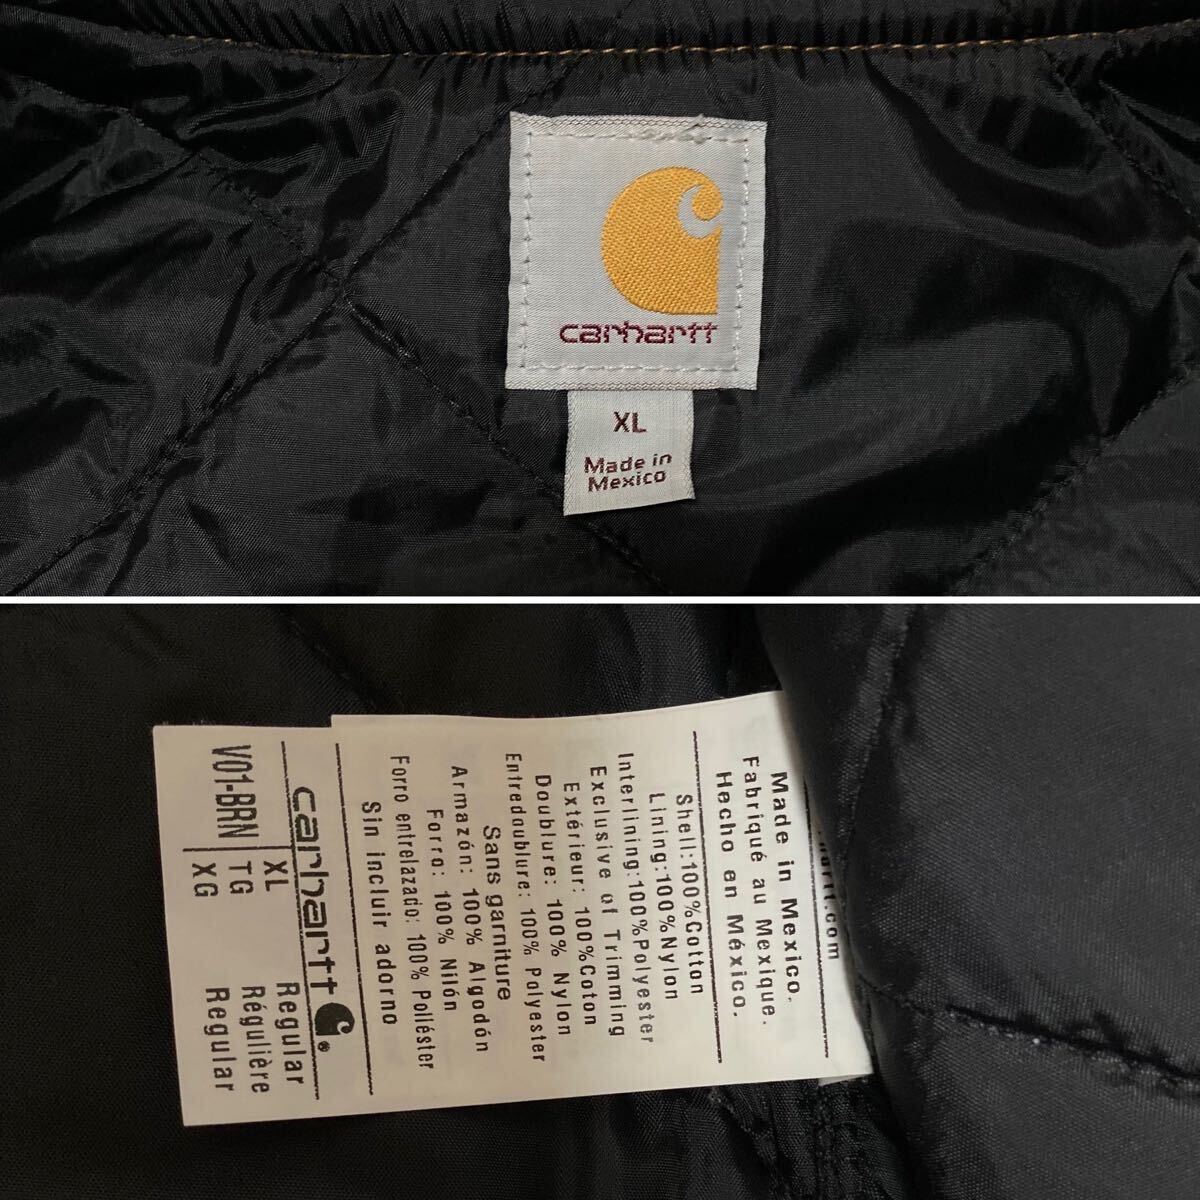 carhartt
XL
Made in
Mexico
Made in Mexico.
Fabriqué au Mexique.
Hecho en México.
Shell:100%Cotton
Lining:100%Nylon
Interlining:100%Polyester
Exclusive of Trimming
Extérieur: 100%Coton
Doublure: 100% Nylon
Entredoublure: 100% Polyester
Sans garniture
Armazón: 100% Algodón
Forro: 100% Nilón
Forro entrelazado: 100% Poliéster
Sin incluir adorno
carhartt®
XL Regular
V01-BRN TG Régulière
XG Regular